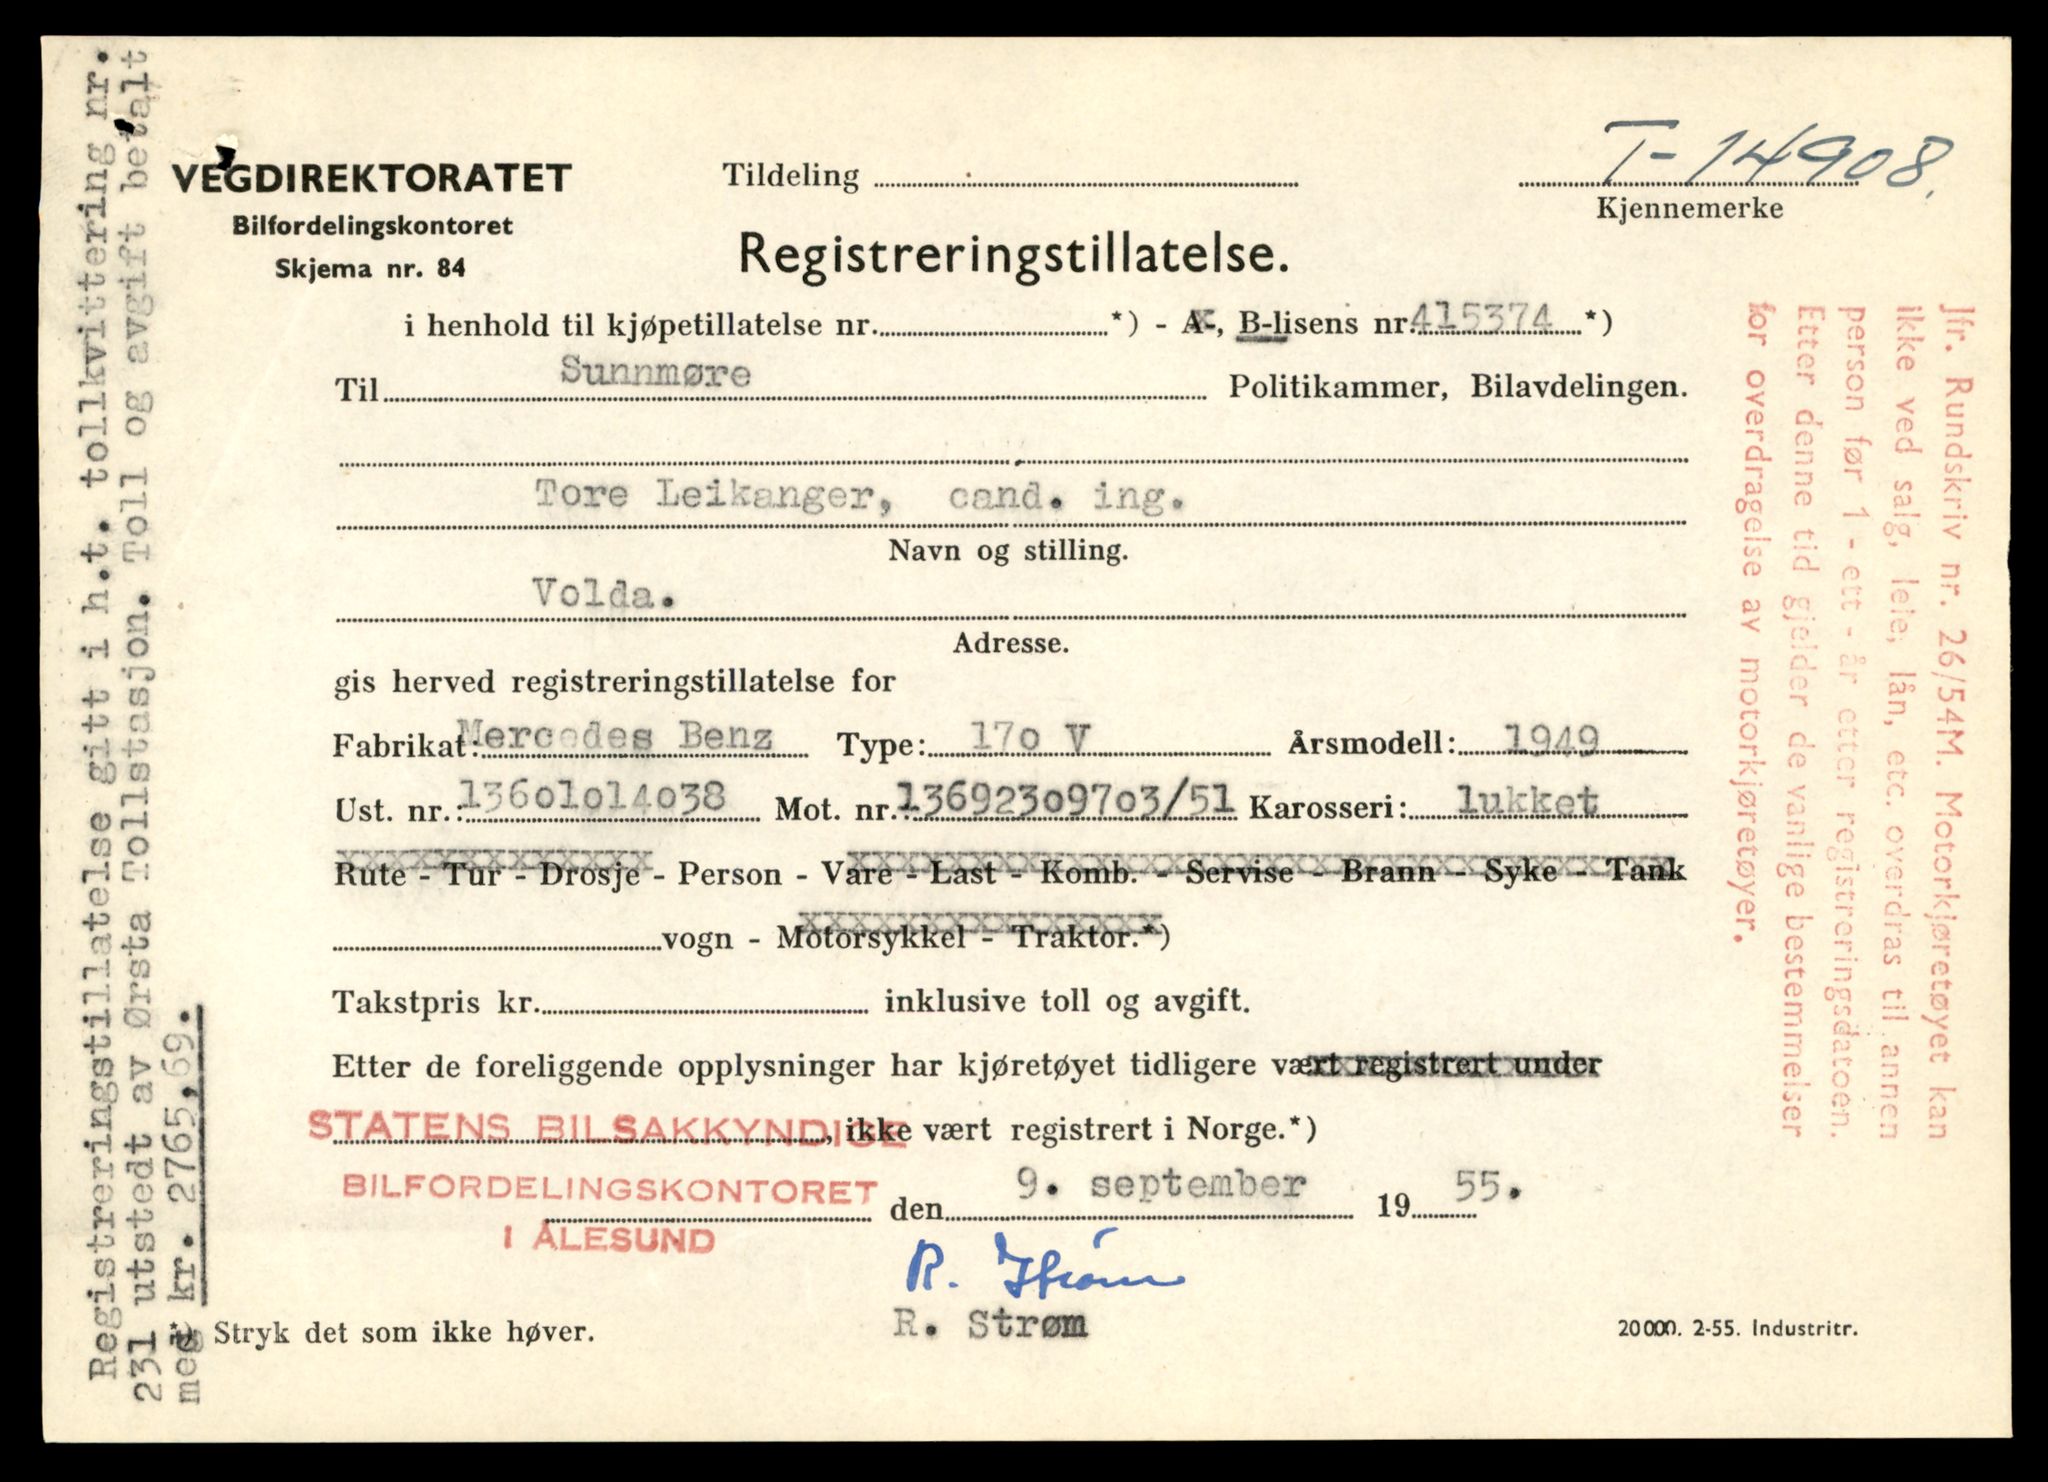 VEGDIREKTORATET
Bilfordelingskontoret
Skjema nr. 84
Tildeling
T-14908.
Kjennemerke
Registreringstillatelse.
i henhold til kjøpetillatelse nr. *) - A-, B-lisens nr. 415374 *)
Til Sunnmøre Politikammer, Bilavdelingen.
Tore Leikanger, cand. ing.
Navn og stilling.
Volda.
Adresse.
gis herved registreringstillatelse for
Fabrikat: Mercedes Benz Type: 17o V Årsmodell: 1949
Ust. nr.: 136o1o14o38 Mot. nr. 136923o97o3/51 Karosseri: lukket
Rute - Tur - Drosje - Person - Vare - Last - Komb. - Servise - Brann - Syke - Tank
vogn - Motorsykkel - Traktor.*)
Takstpris kr. inklusive toll og avgift.
Etter de foreliggende opplysninger har kjøretøyet tidligere vært registrert under
STATENS BILSAKKYNDIGE
, ikke vært registrert i Norge.*)
BILFORDELINGSKONTORET
I ÅLESUND
den 9. september 19 55.
R. Strøm
R. Strøm
* Stryk det som ikke høver.
20000. 2-55. Industritr.
Registreringstillatelse gitt i h.t. tollkvittering nr.
231 utstedt av Ørsta Tollstasjon. Toll og avgift betalt
med kr. 2765,69.
Jfr. Rundskriv nr. 26/54M. Motorkjøretøyet kan
ikke ved salg, leie, lån, etc. overdras til annen
person før 1 - ett - år etter registreringsdatoen.
Etter denne tid gjelder de vanlige bestemmelser
for overdragelse av motorkjøretøyer.